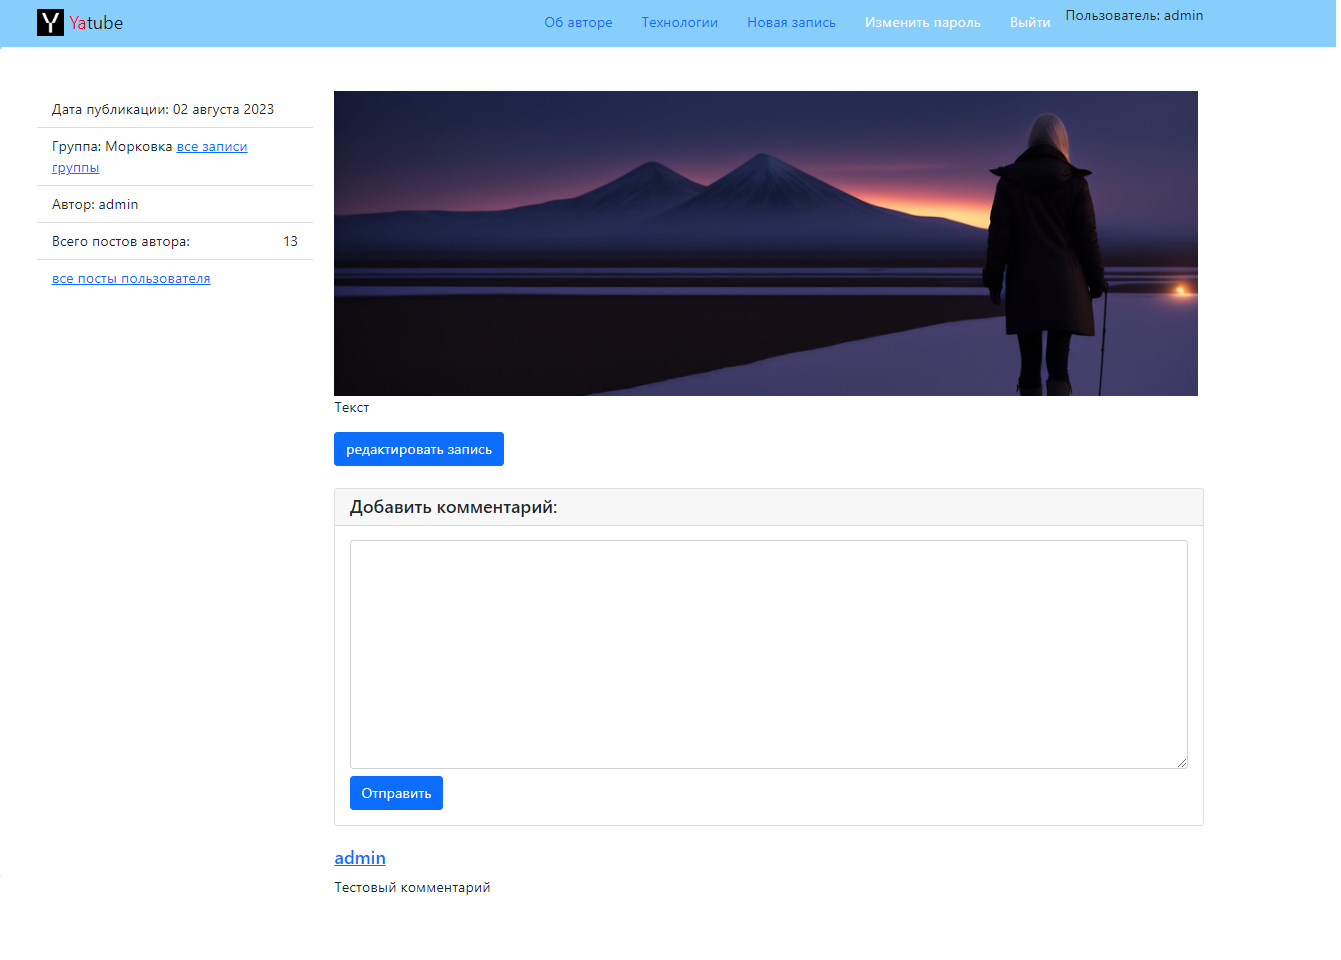 Y Yatube
Об авторе Технологии Новая запись Изменить пароль Выйти Пользователь: admin
Дата публикации: 02 августа 2023
Группа: Морковка все записи
группы
Автор: admin
Всего постов автора: 13
все посты пользователя
Текст
редактировать запись
Добавить комментарий:
Отправить
admin
Тестовый комментарий